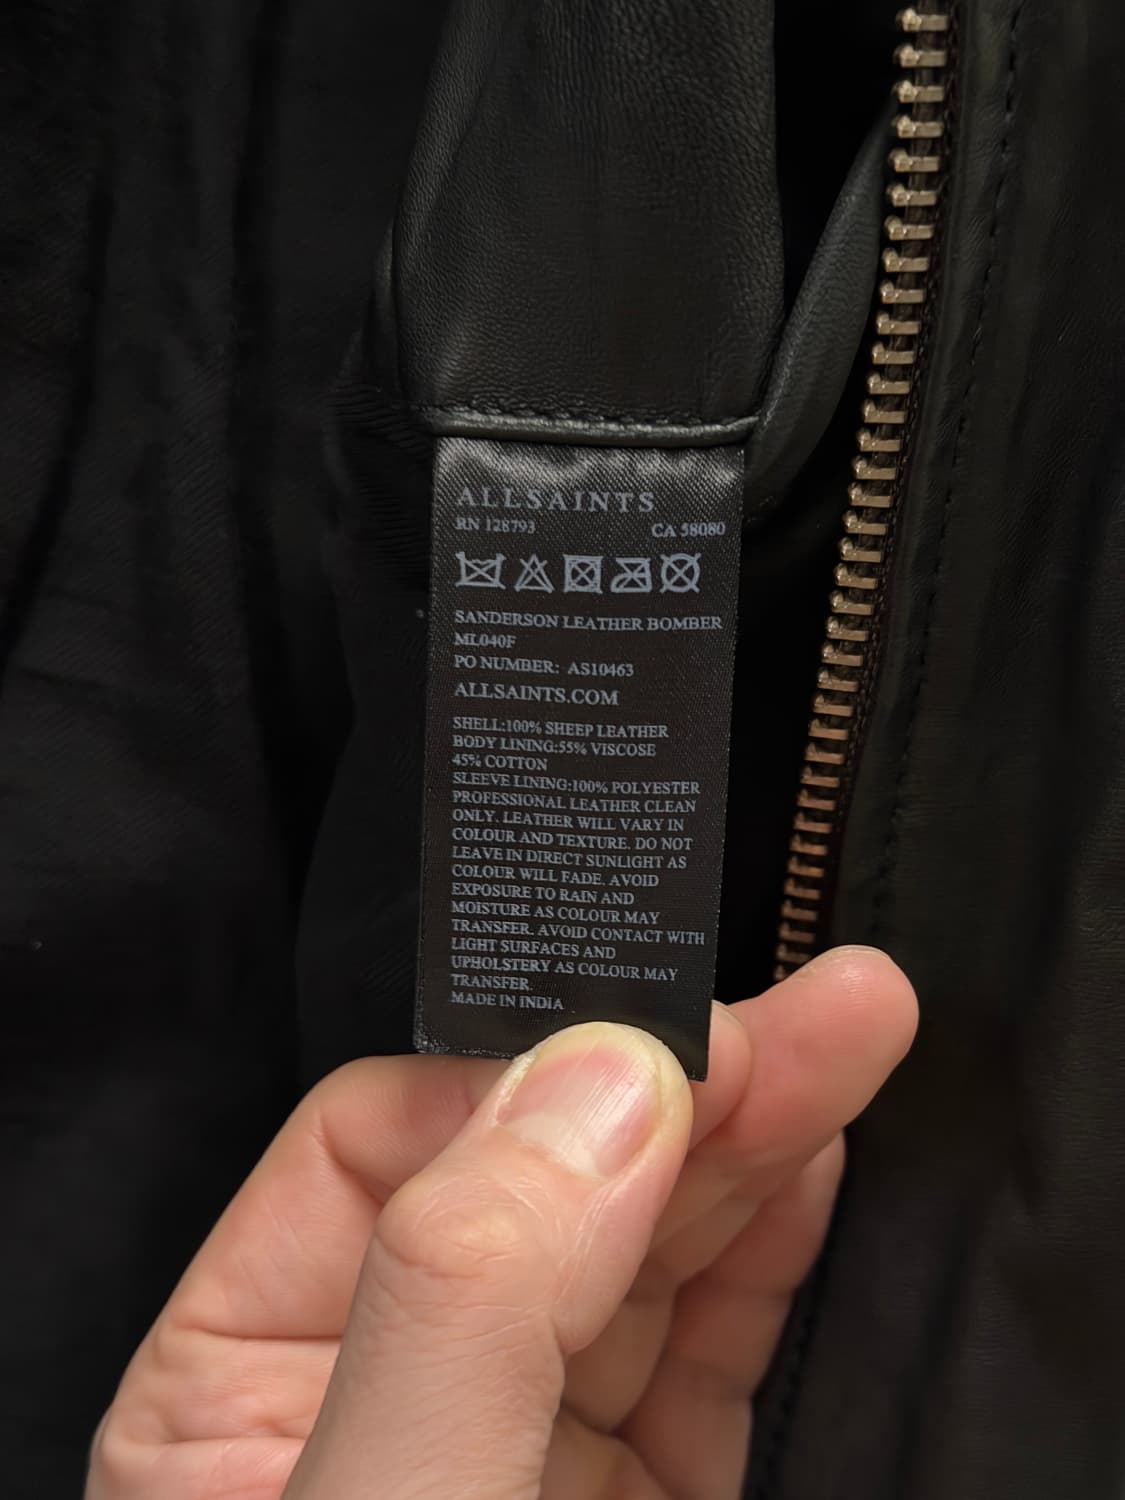 ALLSAINTS
RN 128793 CA 58080
SANDERSON LEATHER BOMBER
ML040F
PO NUMBER: AS10463
ALLSAINTS.COM
SHELL:100% SHEEP LEATHER
BODY LINING:55% VISCOSE
45% COTTON
SLEEVE LINING:100% POLYESTER
PROFESSIONAL LEATHER CLEAN
ONLY. LEATHER WILL VARY IN
COLOUR AND TEXTURE. DO NOT
LEAVE IN DIRECT SUNLIGHT AS
COLOUR WILL FADE. AVOID
EXPOSURE TO RAIN AND
MOISTURE AS COLOUR MAY
TRANSFER. AVOID CONTACT WITH
LIGHT SURFACES AND
UPHOLSTERY AS COLOUR MAY
TRANSFER.
MADE IN INDIA